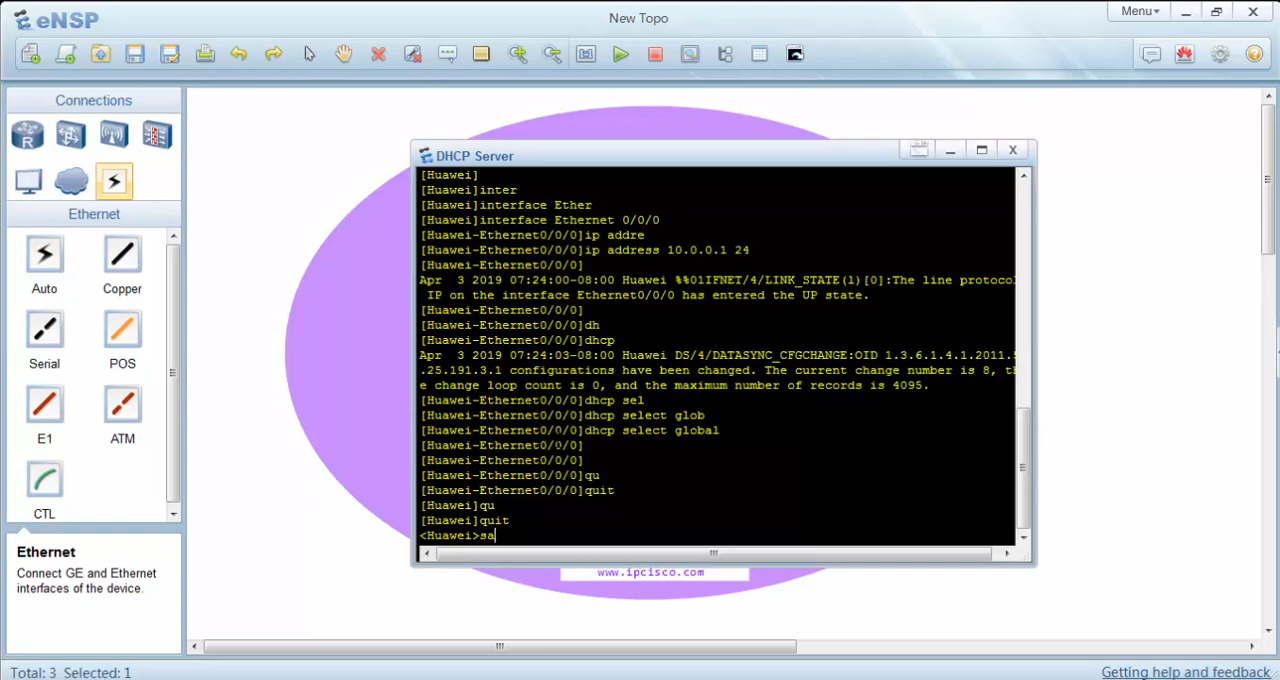 eNSP
New Topo
Menu
Connections
R
Ethernet
Auto
Copper
Serial
POS
E1
ATM
CTL
Ethernet
Connect GE and Ethernet
interfaces of the device.
DHCP Server
[Huawei]
[Huawei]inter
[Huawei]interface Ether
[Huawei]interface Ethernet 0/0/0
[Huawei-Ethernet0/0/0]ip addre
[Huawei-Ethernet0/0/0]ip address 10.0.0.1 24
[Huawei-Ethernet0/0/0]
Apr  3 2019 07:24:00-08:00 Huawei %%01IFNET/4/LINK_STATE(l)[0]:The line protocol
 IP on the interface Ethernet0/0/0 has entered the UP state.
[Huawei-Ethernet0/0/0]
[Huawei-Ethernet0/0/0]dh
[Huawei-Ethernet0/0/0]dhcp
Apr  3 2019 07:24:03-08:00 Huawei DS/4/DATASYNC_CFGCHANGE:OID 1.3.6.1.4.1.2011.5
.25.191.3.1 configurations have been changed. The current change number is 8, th
e change loop count is 0, and the maximum number of records is 4095.
[Huawei-Ethernet0/0/0]dhcp sel
[Huawei-Ethernet0/0/0]dhcp select glob
[Huawei-Ethernet0/0/0]dhcp select global
[Huawei-Ethernet0/0/0]
[Huawei-Ethernet0/0/0]
[Huawei-Ethernet0/0/0]qu
[Huawei-Ethernet0/0/0]quit
[Huawei]qu
[Huawei]quit
<Huawei>sa
www.ipcisco.com
Total: 3 Selected: 1
Getting help and feedback